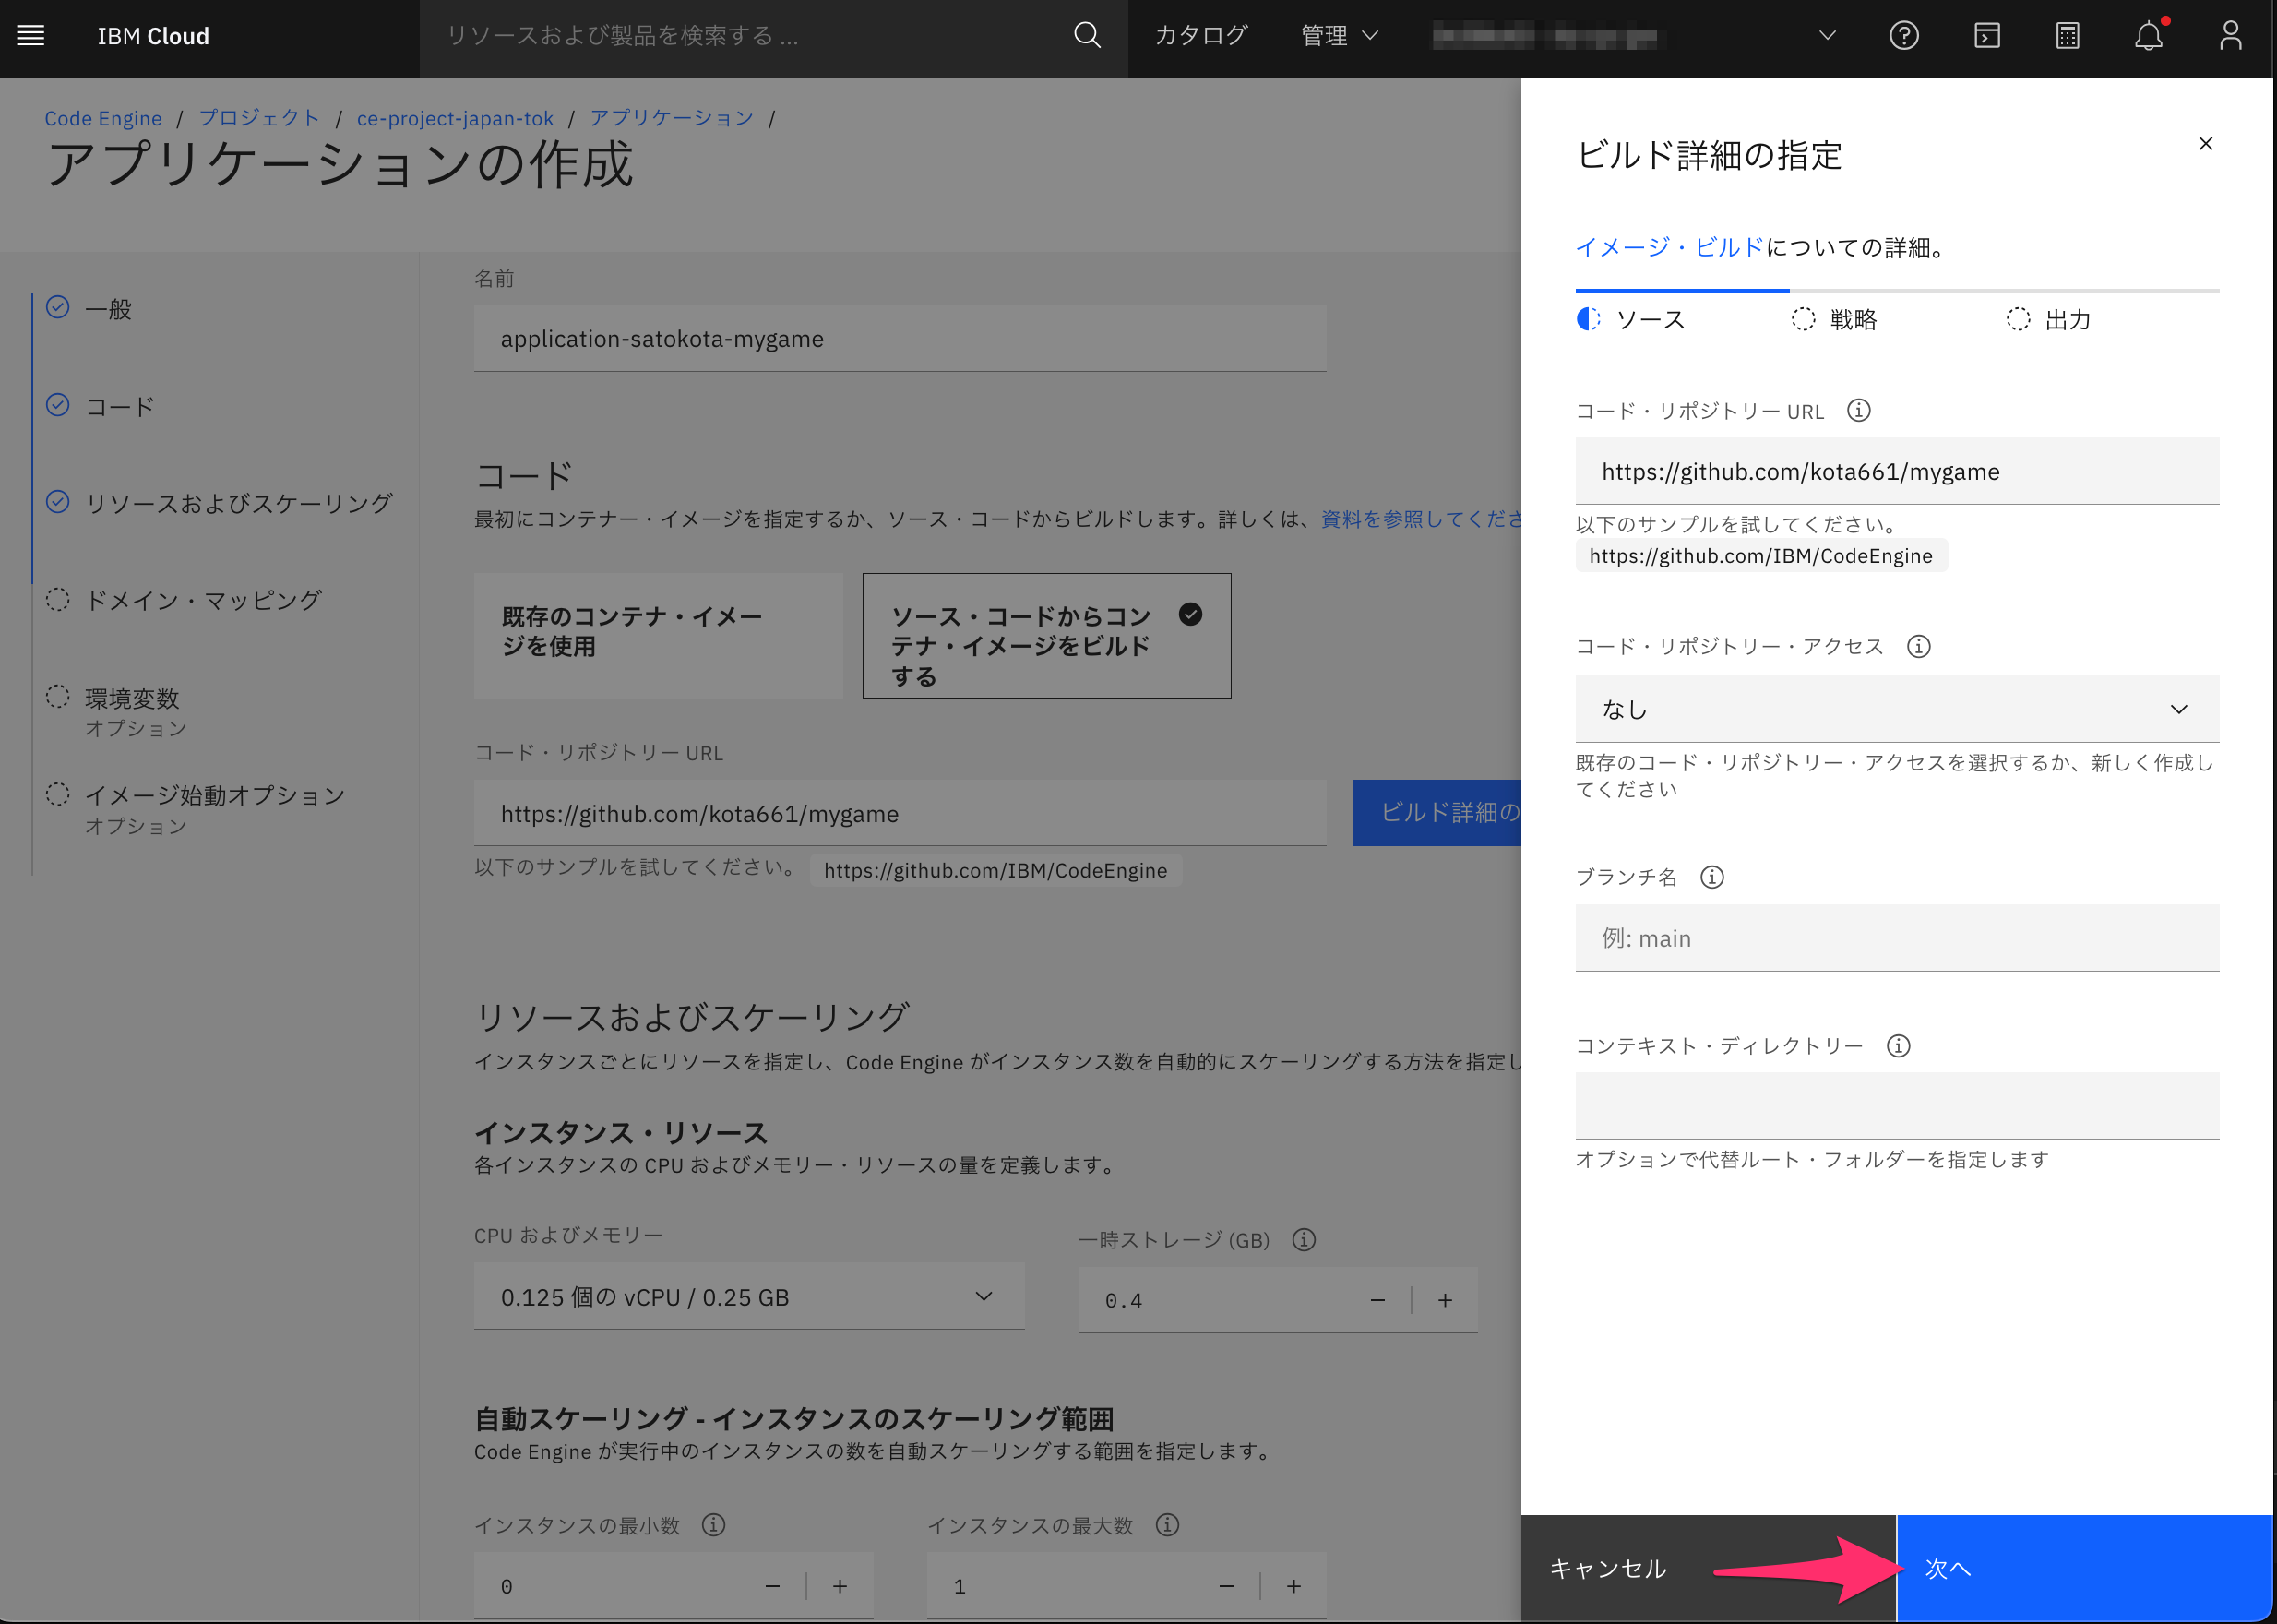 IBM Cloud
リソースおよび製品を検索する ...
カタログ
管理
Code Engine / プロジェクト / ce-project-japan-tok / アプリケーション /
アプリケーションの作成
一般
コード
リソースおよびスケーリング
ドメイン・マッピング
環境変数
オプション
イメージ始動オプション
オプション
名前
application-satokota-mygame
コード
最初にコンテナー・イメージを指定するか、ソース・コードからビルドします。詳しくは、資料を参照してくださ
既存のコンテナ・イメー
ジを使用
ソース・コードからコン
テナ・イメージをビルド
する
コード・リポジトリー URL
https://github.com/kota661/mygame
ビルド詳細の
以下のサンプルを試してください。 https://github.com/IBM/CodeEngine
リソースおよびスケーリング
インスタンスごとにリソースを指定し、Code Engine がインスタンス数を自動的にスケーリングする方法を指定し
インスタンス・リソース
各インスタンスの CPU およびメモリー・リソースの量を定義します。
CPU およびメモリー
0.125 個の vCPU / 0.25 GB
一時ストレージ (GB)
0.4
自動スケーリング - インスタンスのスケーリング範囲
Code Engine が実行中のインスタンスの数を自動スケーリングする範囲を指定します。
インスタンスの最小数
0
インスタンスの最大数
1
ビルド詳細の指定
イメージ・ビルドについての詳細。
ソース
戦略
出力
コード・リポジトリー URL
https://github.com/kota661/mygame
以下のサンプルを試してください。
https://github.com/IBM/CodeEngine
コード・リポジトリー・アクセス
なし
既存のコード・リポジトリー・アクセスを選択するか、新しく作成し
てください
ブランチ名
例: main
コンテキスト・ディレクトリー
オプションで代替ルート・フォルダーを指定します
キャンセル
次へ